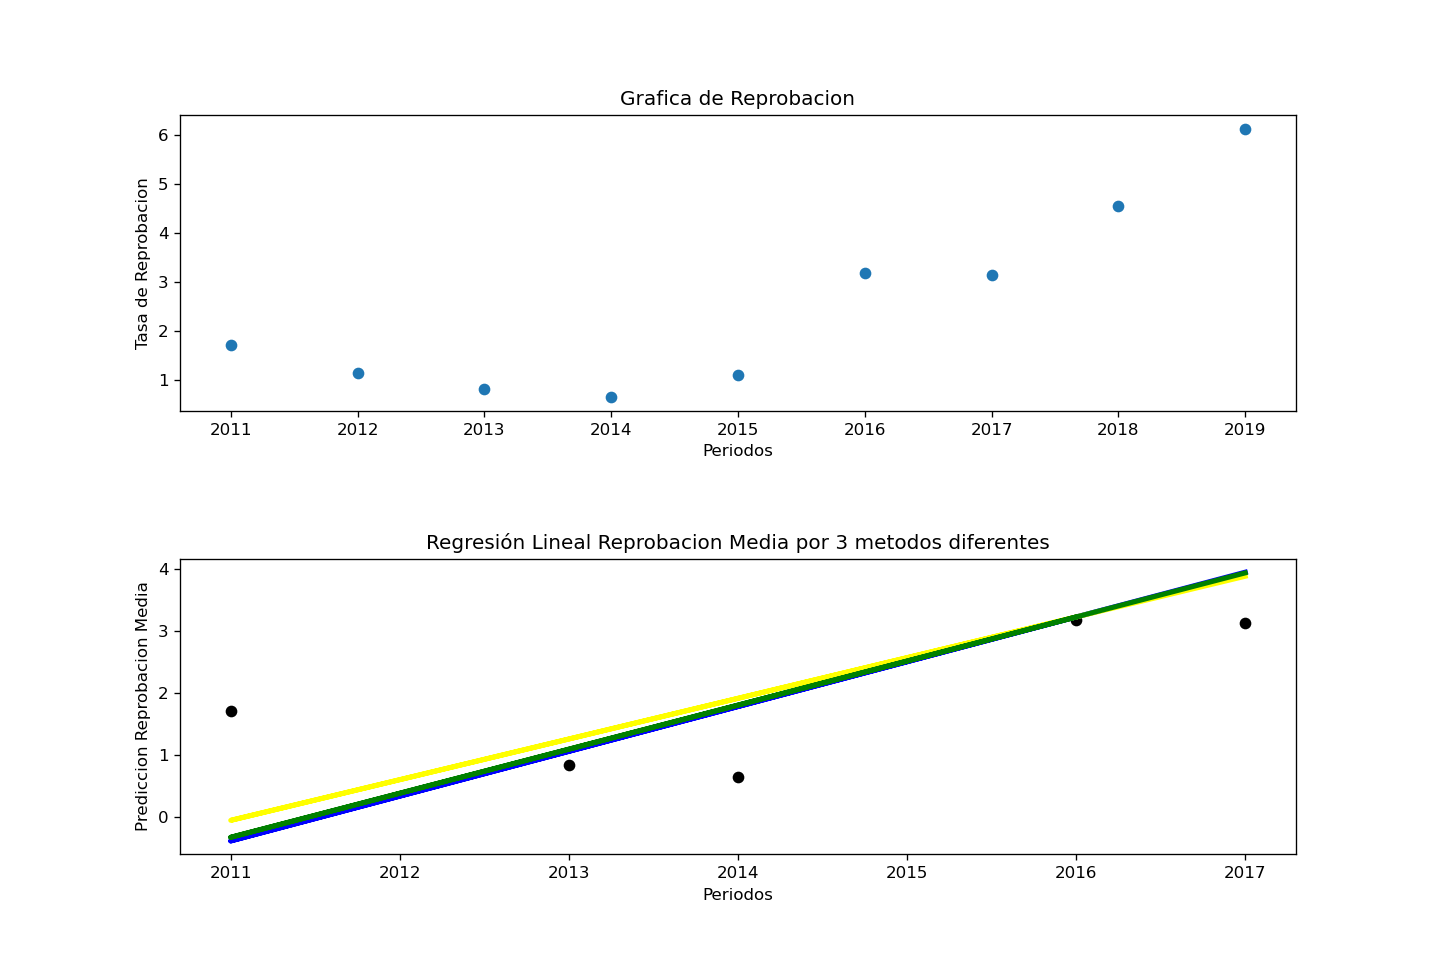 Grafica de Reprobacion
Tasa de Reprobacion
6
5
4
3
2
1
2011 2012 2013 2014 2015 2016 2017 2018 2019
Periodos
Regresión Lineal Reprobacion Media por 3 metodos diferentes
Prediccion Reprobacion Media
4
3
2
1
0
2011 2012 2013 2014 2015 2016 2017
Periodos